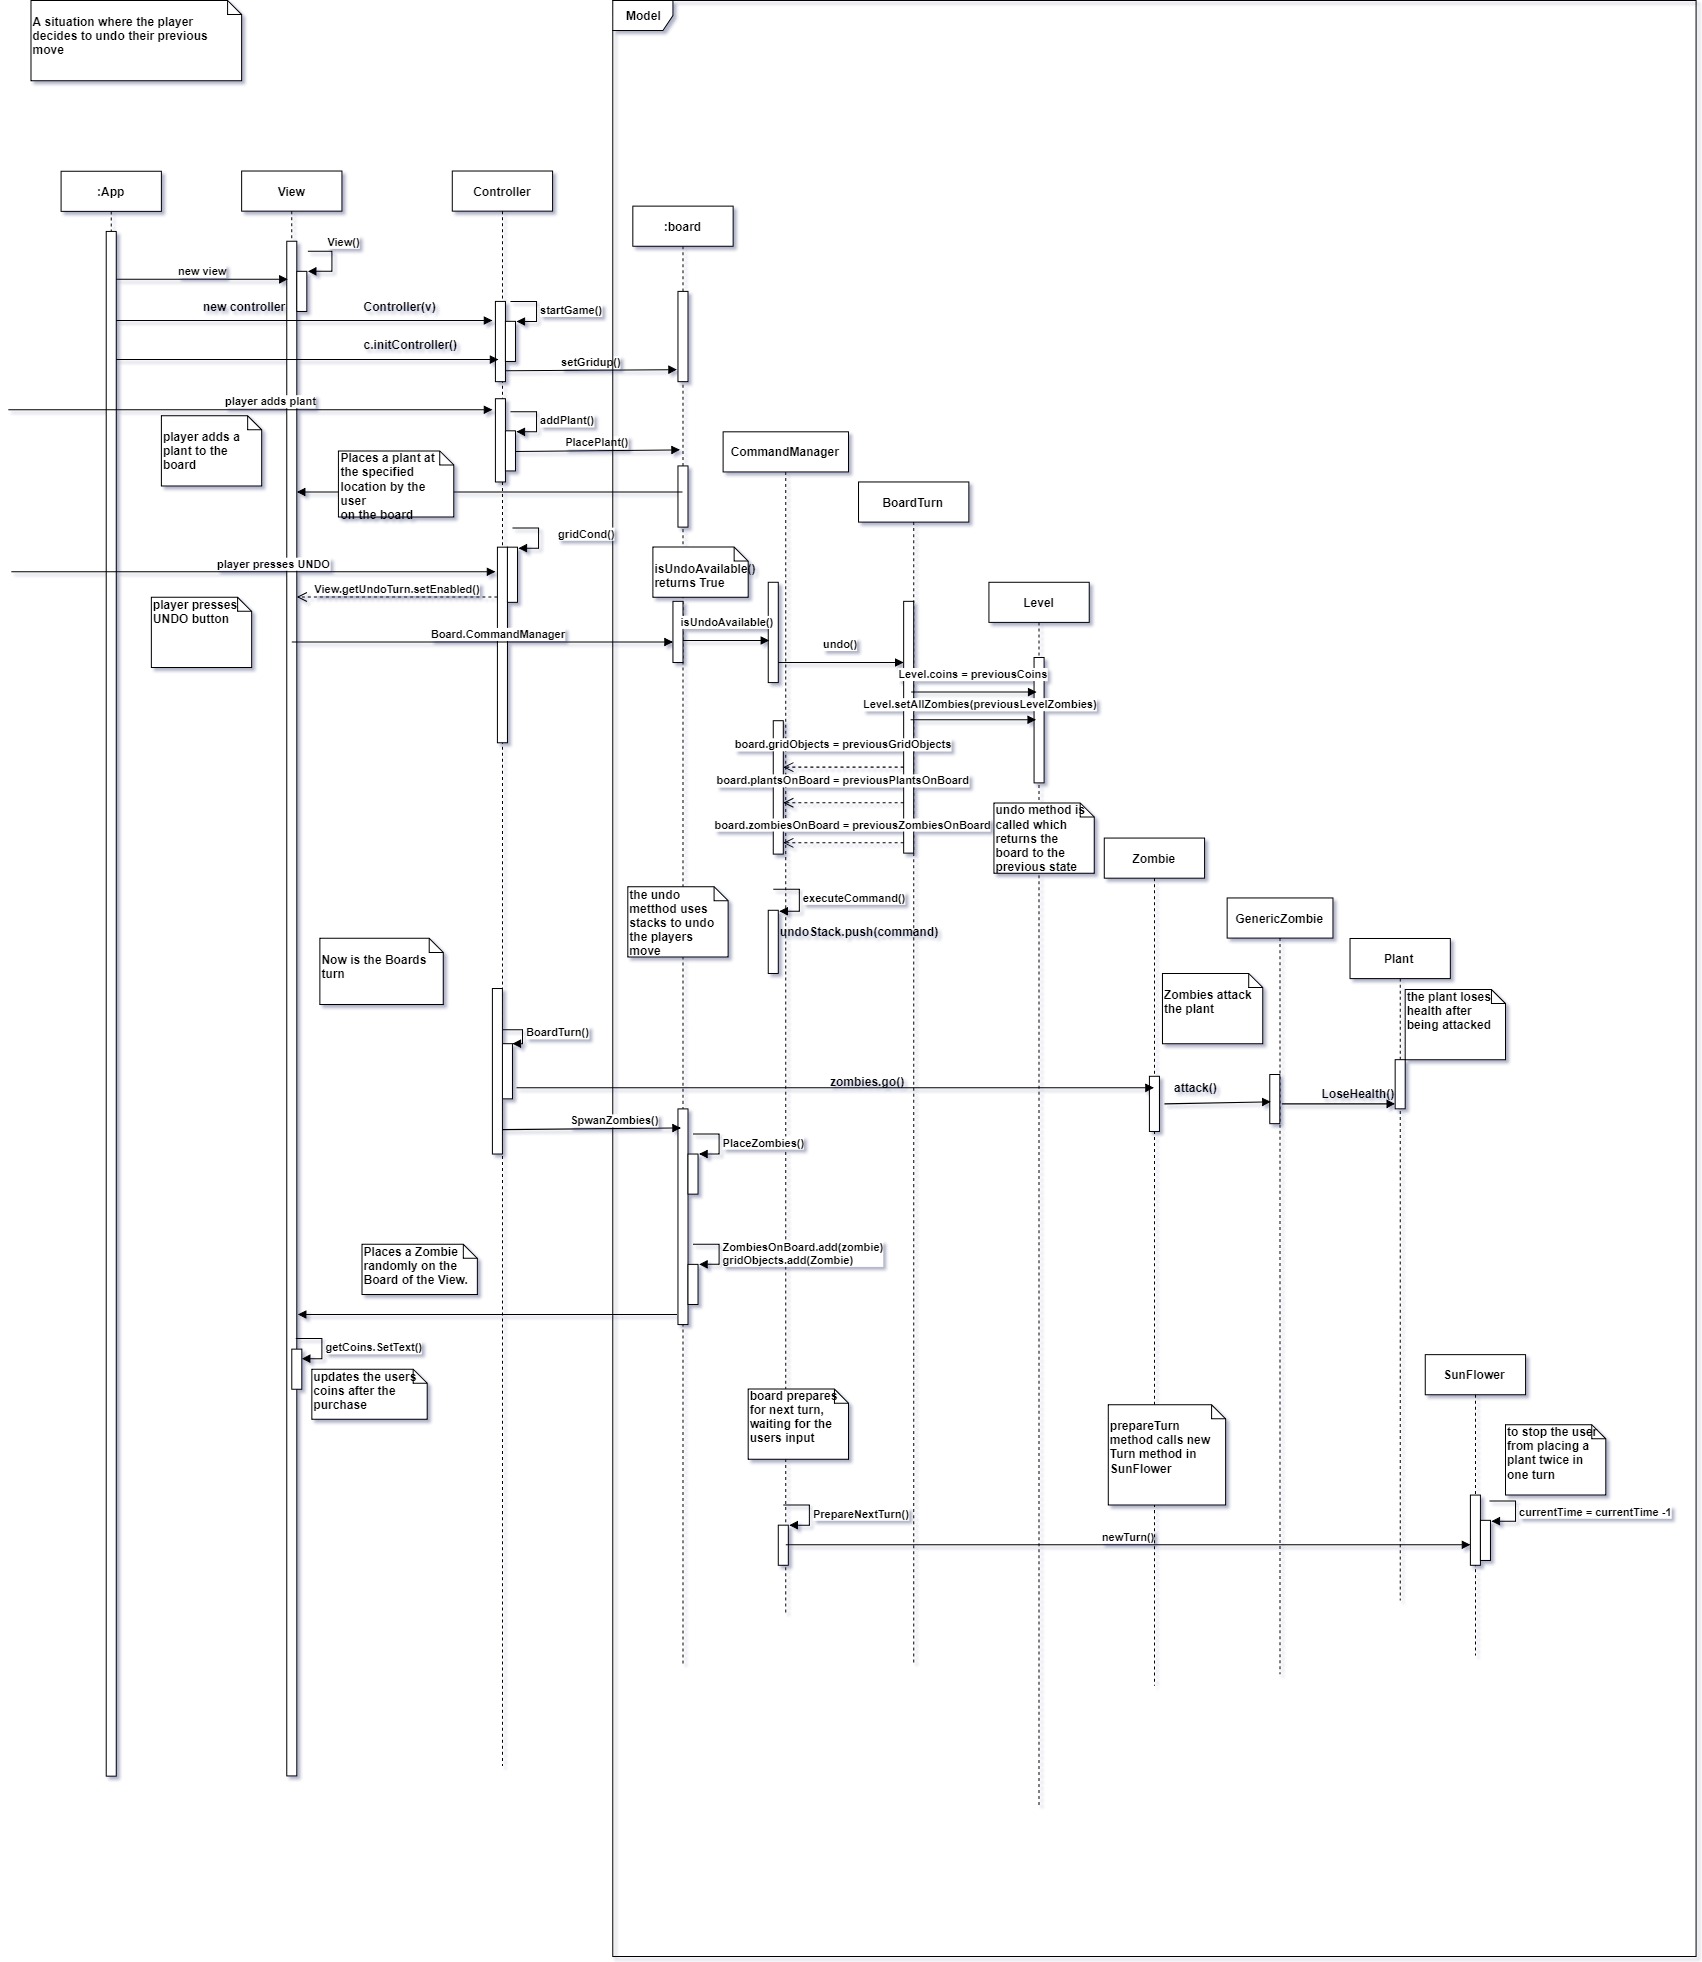 A situation where the player
decides to undo their previous
move
Model
:App
View
Controller
:board
View()
new view
new controller
Controller(v)
startGame()
c.initController()
setGridup()
player adds plant
addPlant()
player adds a
plant to the
board
PlacePlant()
Places a plant at
the specified
location by the
user
on the board
CommandManager
BoardTurn
gridCond()
player presses UNDO
isUndoAvailable()
returns True
View.getUndoTurn.setEnabled()
player presses
UNDO button
Level
isUndoAvailable()
Board.CommandManager
undo()
Level.coins = previousCoins
Level.setAllZombies(previousLevelZombies)
board.gridObjects = previousGridObjects
board.plantsOnBoard = previousPlantsOnBoard
board.zombiesOnBoard = previousZombiesOnBoard
undo method is
called which
returns the
board to the
previous state
Zombie
the undo
metthod uses
stacks to undo
the players
move
executeCommand()
undoStack.push(command)
GenericZombie
Plant
Now is the Boards
turn
Zombies attack
the plant
the plant loses
health after
being attacked
BoardTurn()
zombies.go()
attack()
LoseHealth()
SpwanZombies()
PlaceZombies()
Places a Zombie
randomly on the
Board of the View.
ZombiesOnBoard.add(zombie)
gridObjects.add(Zombie)
getCoins.SetText()
updates the users
coins after the
purchase
SunFlower
board prepares
for next turn,
waiting for the
users input
prepareTurn
method calls new
Turn method in
SunFlower
to stop the user
from placing a
plant twice in
one turn
PrepareNextTurn()
currentTime = currentTime -1
newTurn()